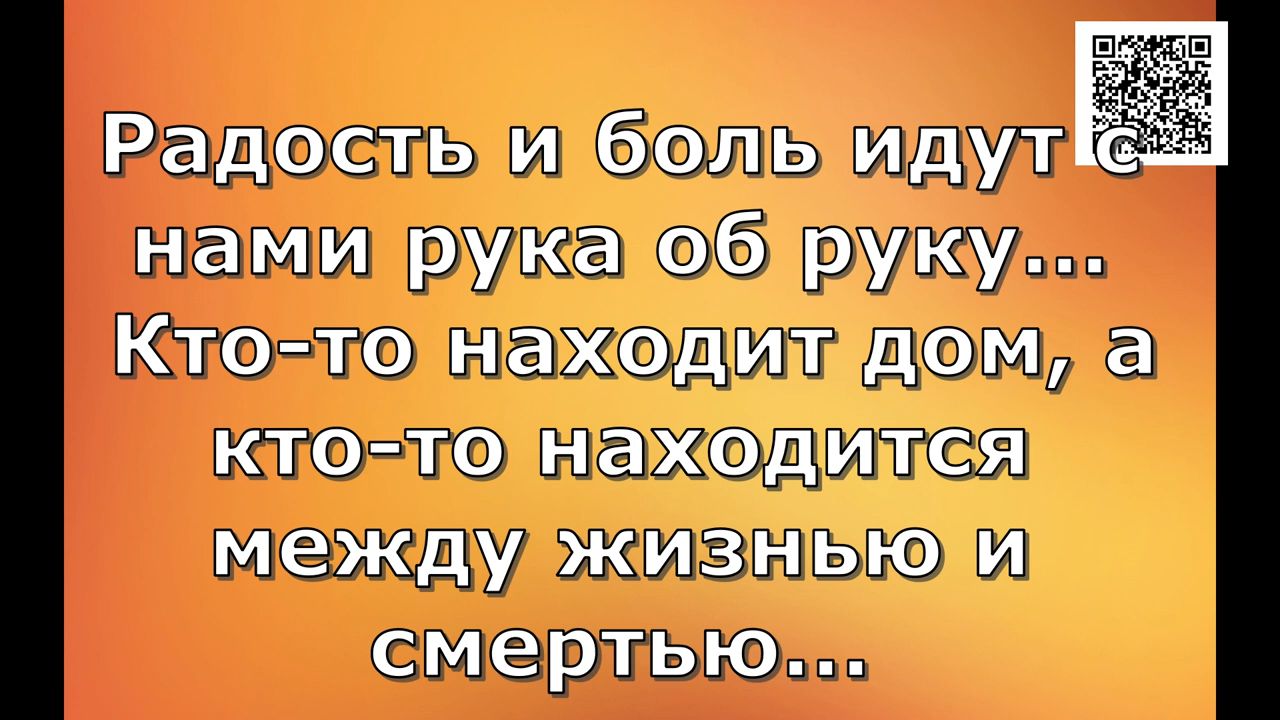 Радость и боль идут с
нами рука об руку...
Кто-то находит дом, а
кто-то находится
между жизнью и
смертью...